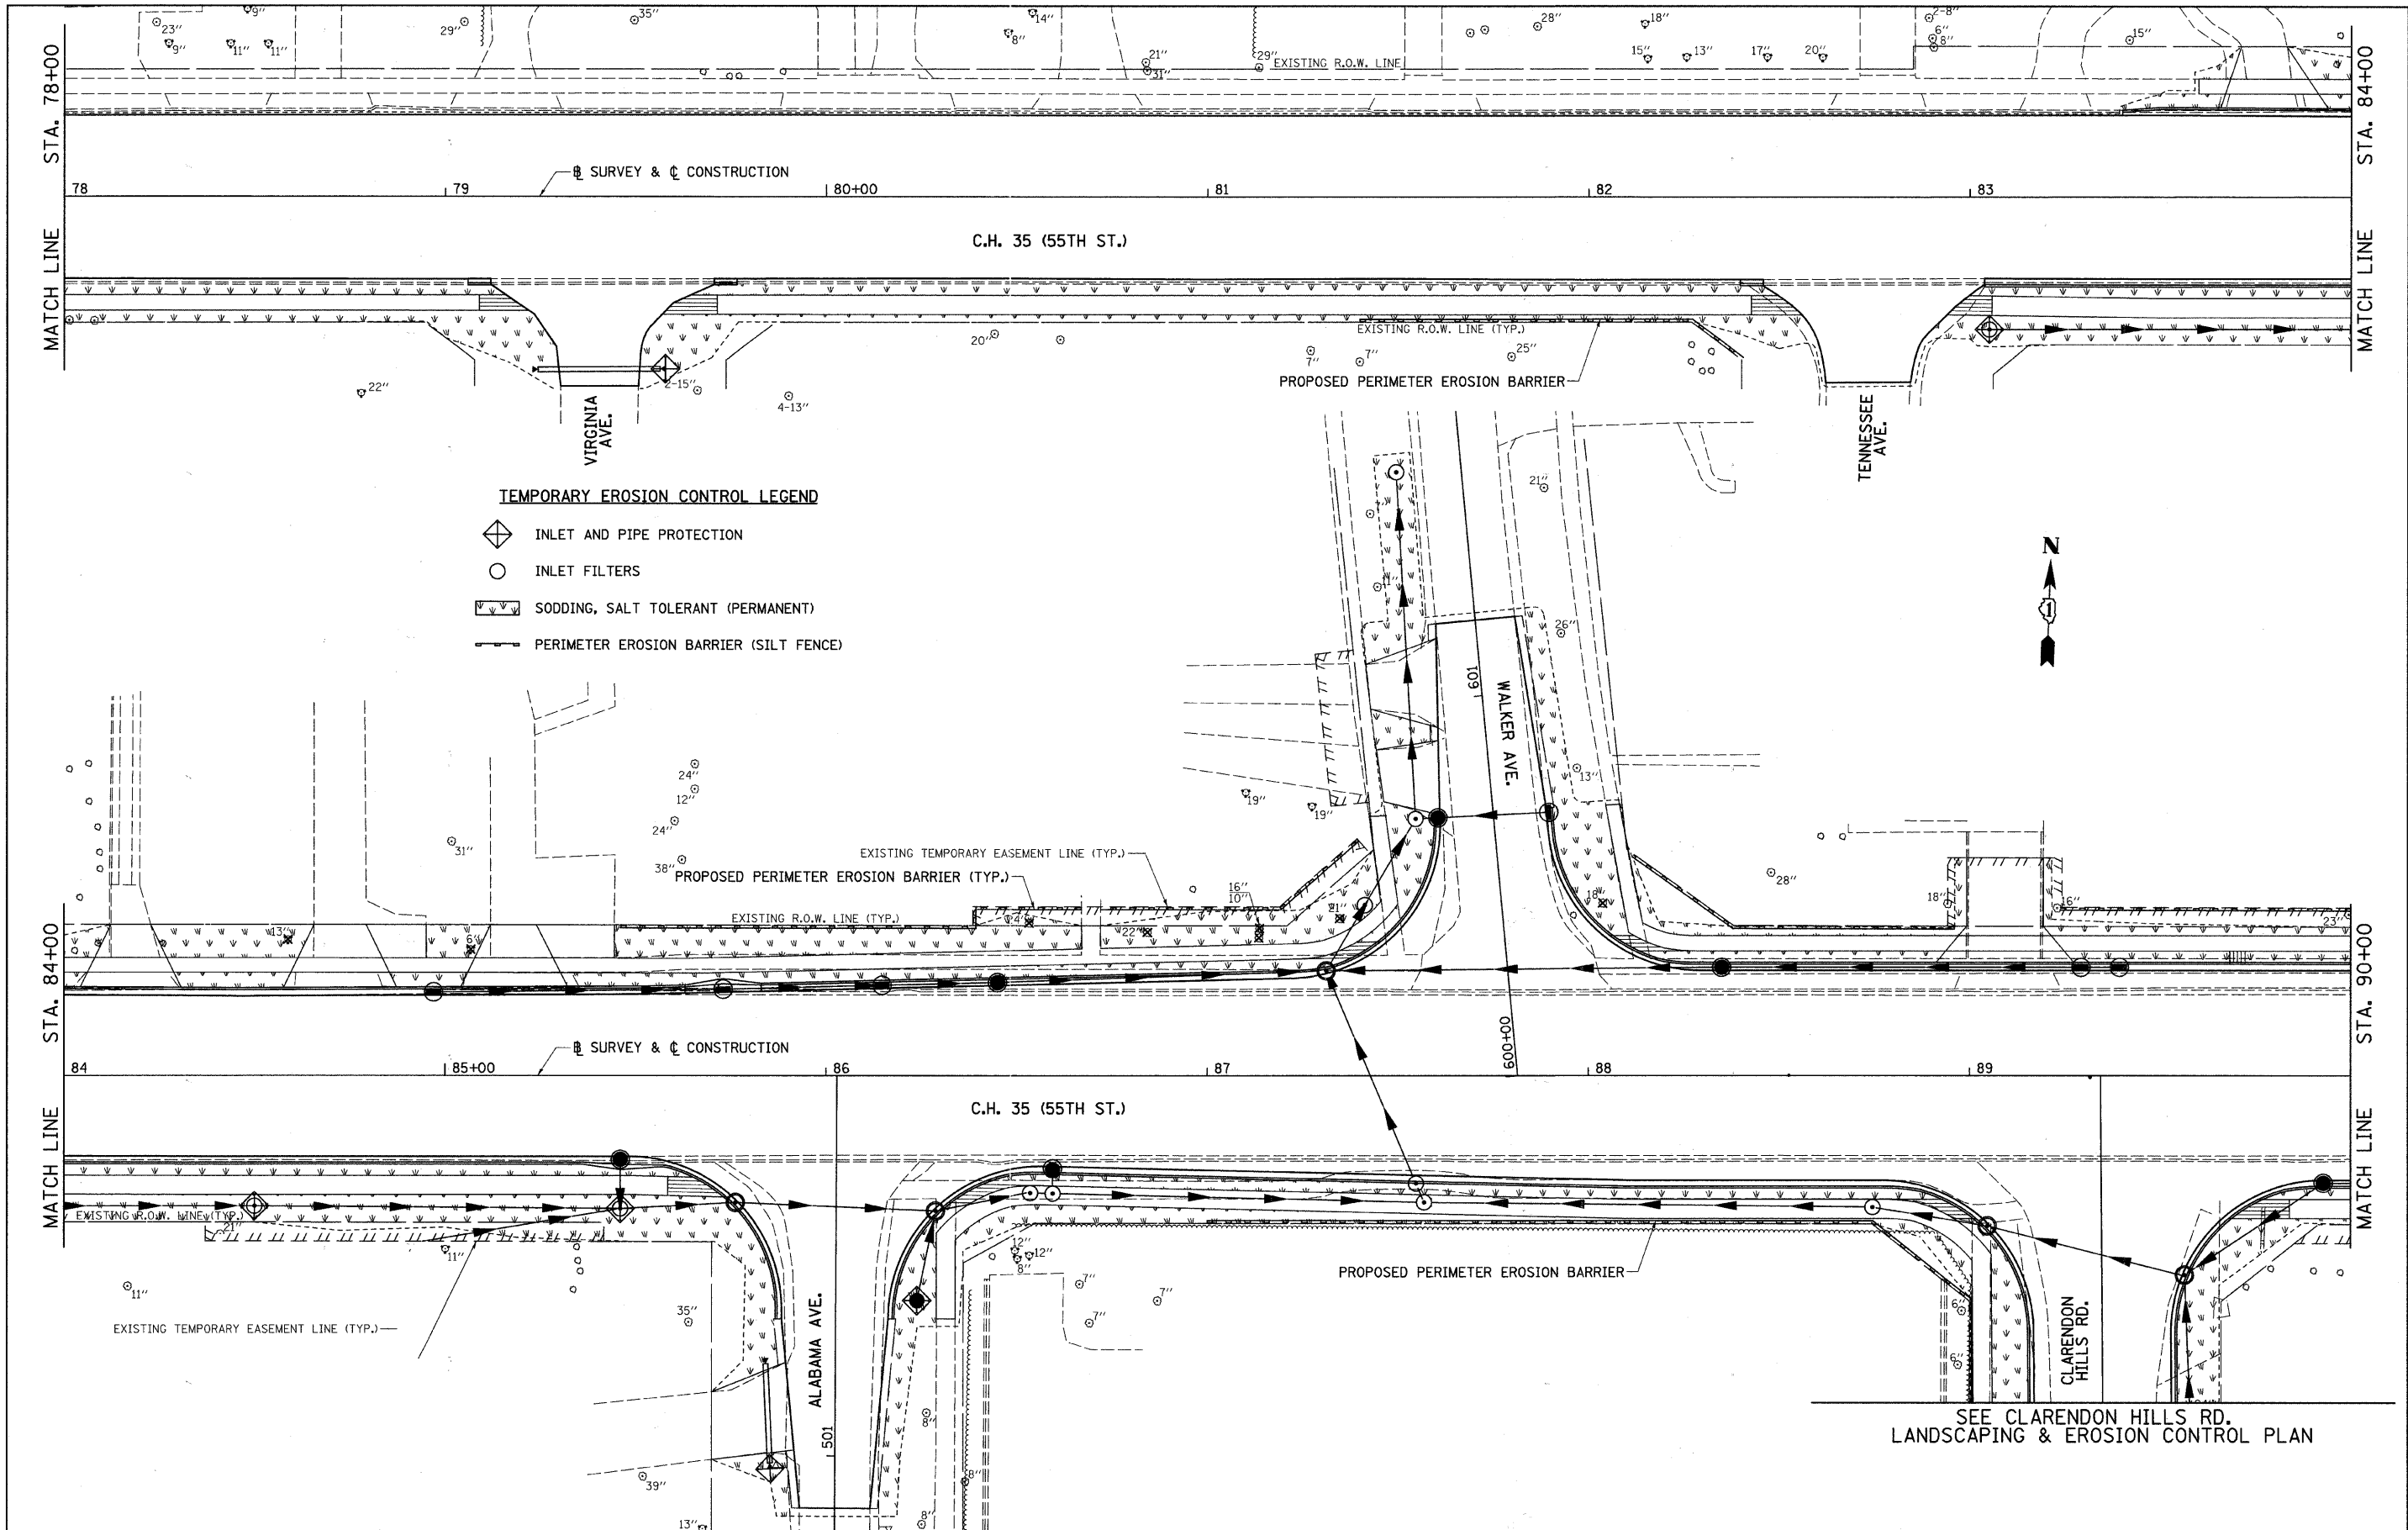 9"
23"
9"
11"
11"
29"
35"
14"
8"
21"
31"
29"
EXISTING R.O.W. LINE
28"
18"
15"
13"
17"
20"
2-8"
6"
8"
15"
MATCH LINE STA. 78+00
MATCH LINE STA. 84+00
℄ SURVEY & ℄ CONSTRUCTION
78
79
80+00
81
82
83
C.H. 35 (55TH ST.)
EXISTING R.O.W. LINE (TYP.)
20"
7"
7"
25"
PROPOSED PERIMETER EROSION BARRIER
22"
2-15"
4-13"
VIRGINIA
AVE.
TENNESSEE
AVE.
TEMPORARY EROSION CONTROL LEGEND
INLET AND PIPE PROTECTION
INLET FILTERS
SODDING, SALT TOLERANT (PERMANENT)
PERIMETER EROSION BARRIER (SILT FENCE)
21"
11"
26"
N
1
601
WALKER AVE.
13"
24"
12"
24"
38"
31"
19"
19"
EXISTING TEMPORARY EASEMENT LINE (TYP.)
PROPOSED PERIMETER EROSION BARRIER (TYP.)
16"
10"
EXISTING R.O.W. LINE (TYP.)
13"
6"
22"
21"
18"
28"
18"
16"
23"
MATCH LINE STA. 84+00
MATCH LINE STA. 90+00
600+00
℄ SURVEY & ℄ CONSTRUCTION
84
85+00
86
87
88
89
C.H. 35 (55TH ST.)
EXISTING R.O.W. LINE (TYP.)
21"
11"
11"
EXISTING TEMPORARY EASEMENT LINE (TYP.)
35"
12"
12"
8"
7"
7"
7"
PROPOSED PERIMETER EROSION BARRIER
6"
6"
ALABAMA AVE.
501
CLARENDON
HILLS RD.
8"
8"
8"
39"
13"
SEE CLARENDON HILLS RD.
LANDSCAPING & EROSION CONTROL PLAN